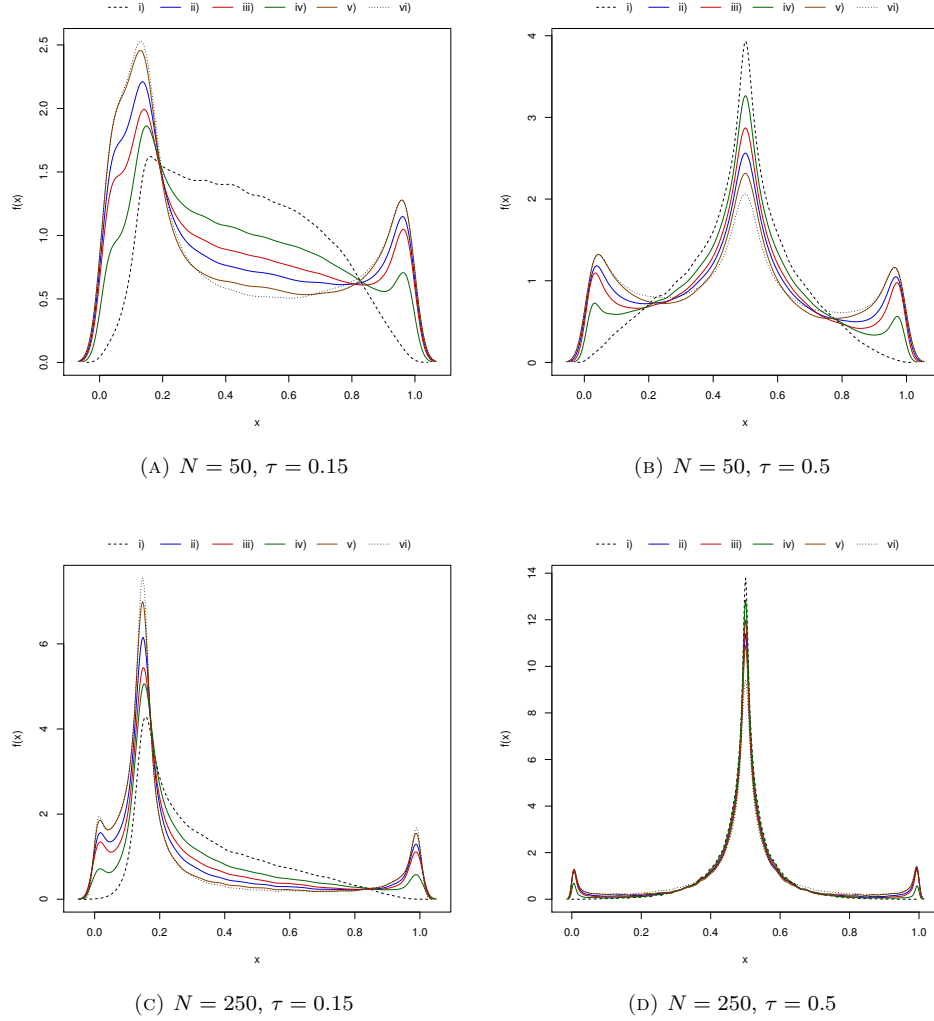 i) ii) iii) iv) v) vi)
f(x)
2.5
2.0
1.5
1.0
0.5
0.0
0.0 0.2 0.4 0.6 0.8 1.0
x
(A) N = 50, τ = 0.15
i) ii) iii) iv) v) vi)
f(x)
4
3
2
1
0
0.0 0.2 0.4 0.6 0.8 1.0
x
(B) N = 50, τ = 0.5
i) ii) iii) iv) v) vi)
f(x)
6
4
2
0
0.0 0.2 0.4 0.6 0.8 1.0
x
(C) N = 250, τ = 0.15
i) ii) iii) iv) v) vi)
f(x)
14
12
10
8
6
4
2
0
0.0 0.2 0.4 0.6 0.8 1.0
x
(D) N = 250, τ = 0.5